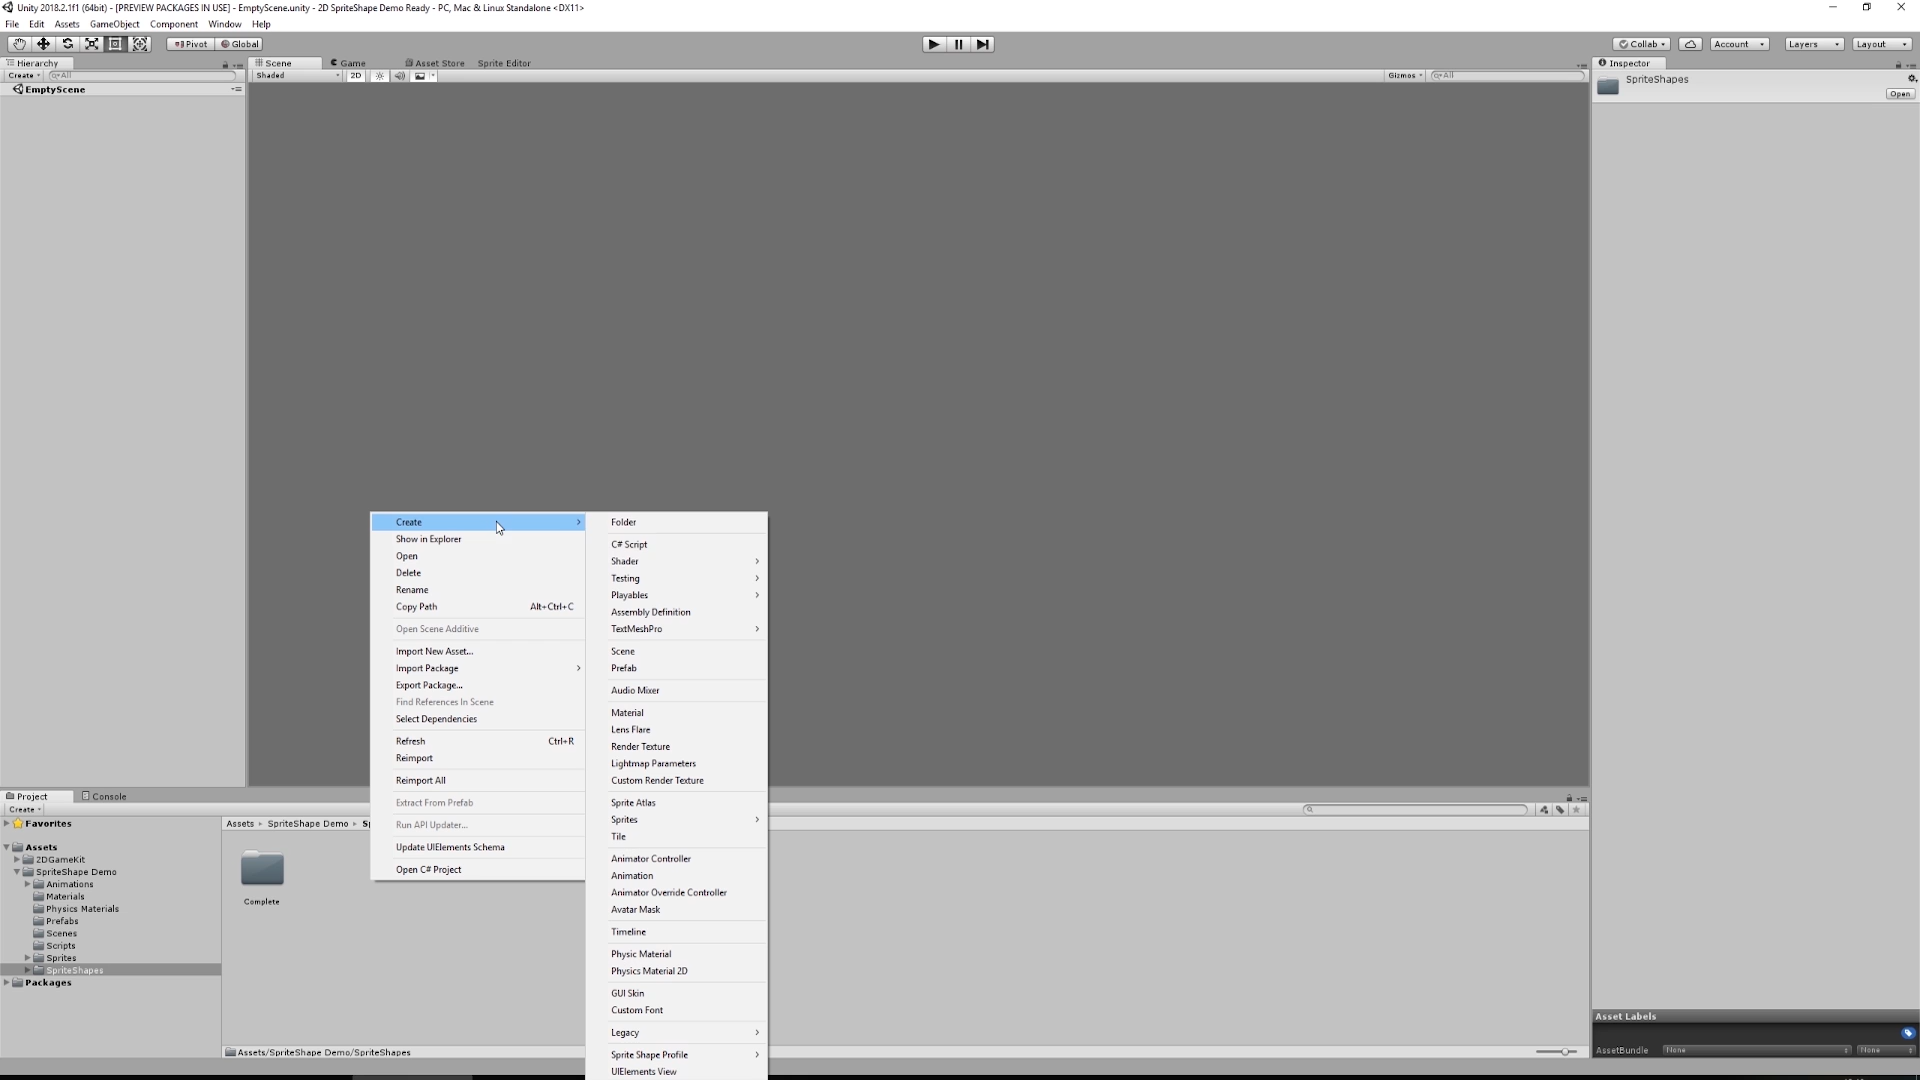 Unity 2018.2.1f1 (64bit) - [PREVIEW PACKAGES IN USE] - EmptyScene.unity - 2D SpriteShape Demo Ready - PC, Mac & Linux Standalone <DX11>
File Edit Assets GameObject Component Window Help
Pivot Global Collab Account Layers Layout
Hierarchy
Create All
EmptyScene
Scene Game Asset Store Sprite Editor
Shaded 2D Gizmos All
Inspector
SpriteShapes
Open
Create
Show in Explorer
Open
Delete
Rename
Copy Path Alt+Ctrl+C
Open Scene Additive
Import New Asset...
Import Package
Export Package...
Find References In Scene
Select Dependencies
Refresh Ctrl+R
Reimport
Reimport All
Extract From Prefab
Run API Updater...
Update UIElements Schema
Open C# Project
Folder
C# Script
Shader
Testing
Playables
Assembly Definition
TextMeshPro
Scene
Prefab
Audio Mixer
Material
Lens Flare
Render Texture
Lightmap Parameters
Custom Render Texture
Sprite Atlas
Sprites
Tile
Animator Controller
Animation
Animator Override Controller
Avatar Mask
Timeline
Physic Material
Physics Material 2D
GUI Skin
Custom Font
Legacy
Sprite Shape Profile
UIElements View
Project Console
Create
Favorites
Assets
2DGameKit
SpriteShape Demo
Animations
Materials
Physics Materials
Prefabs
Scenes
Scripts
Sprites
SpriteShapes
Packages
Assets SpriteShape Demo
Complete
Assets/SpriteShape Demo/SpriteShapes
Asset Labels
AssetBundle None None